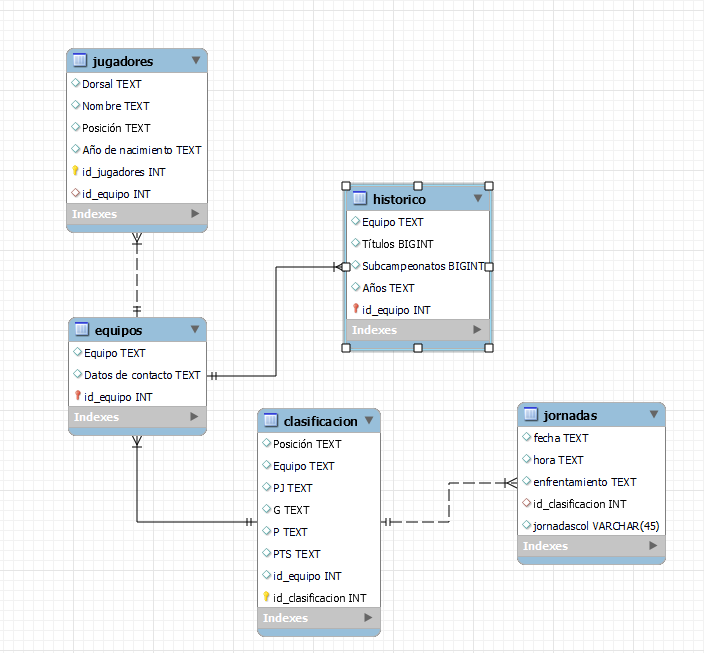 jugadores
Dorsal TEXT
Nombre TEXT
Posición TEXT
Año de nacimiento TEXT
id_jugadores INT
id_equipo INT
Indexes
historico
Equipo TEXT
Títulos BIGINT
Subcampeonatos BIGINT
Años TEXT
id_equipo INT
Indexes
equipos
Equipo TEXT
Datos de contacto TEXT
id_equipo INT
Indexes
clasificacion
Posición TEXT
Equipo TEXT
PJ TEXT
G TEXT
P TEXT
PTS TEXT
id_equipo INT
id_clasificacion INT
Indexes
jornadas
fecha TEXT
hora TEXT
enfrentamiento TEXT
id_clasificacion INT
jornadascol VARCHAR(45)
Indexes